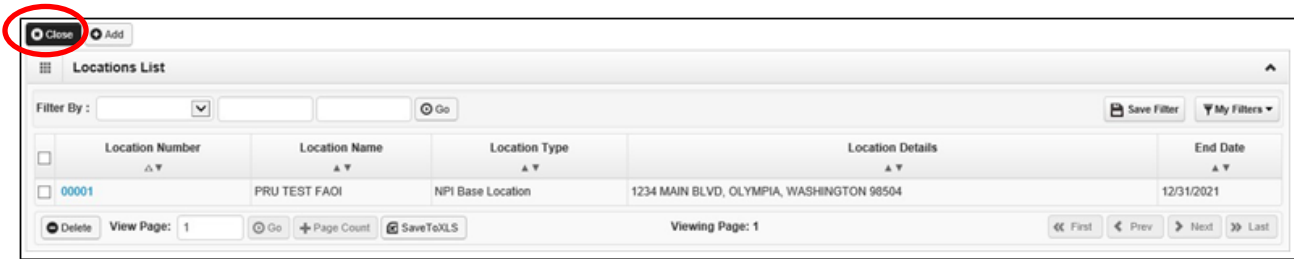 Close Add
Locations List
Filter By : Go Save Filter My Filters
Location Number Location Name Location Type Location Details End Date
00001 PRU TEST FAOI NPI Base Location 1234 MAIN BLVD, OLYMPIA, WASHINGTON 98504 12/31/2021
Delete View Page: 1 Go Page Count SaveToXLS Viewing Page: 1 First Prev Next Last